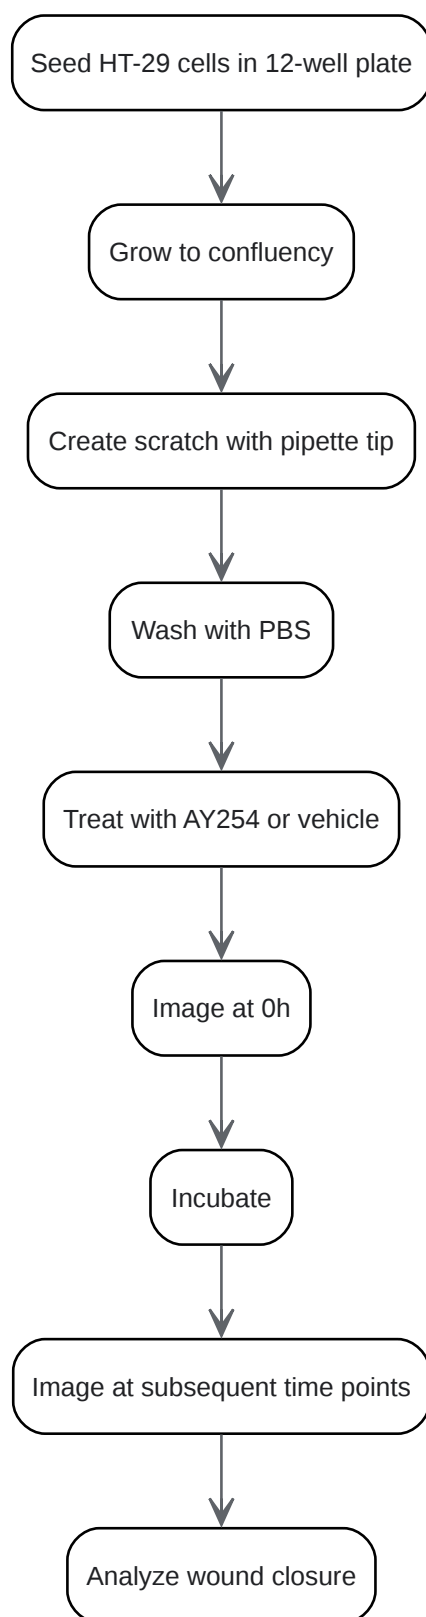 Seed HT-29 cells in 12-well plate
Grow to confluency
Create scratch with pipette tip
Wash with PBS
Treat with AY254 or vehicle
Image at 0h
Incubate
Image at subsequent time points
Analyze wound closure